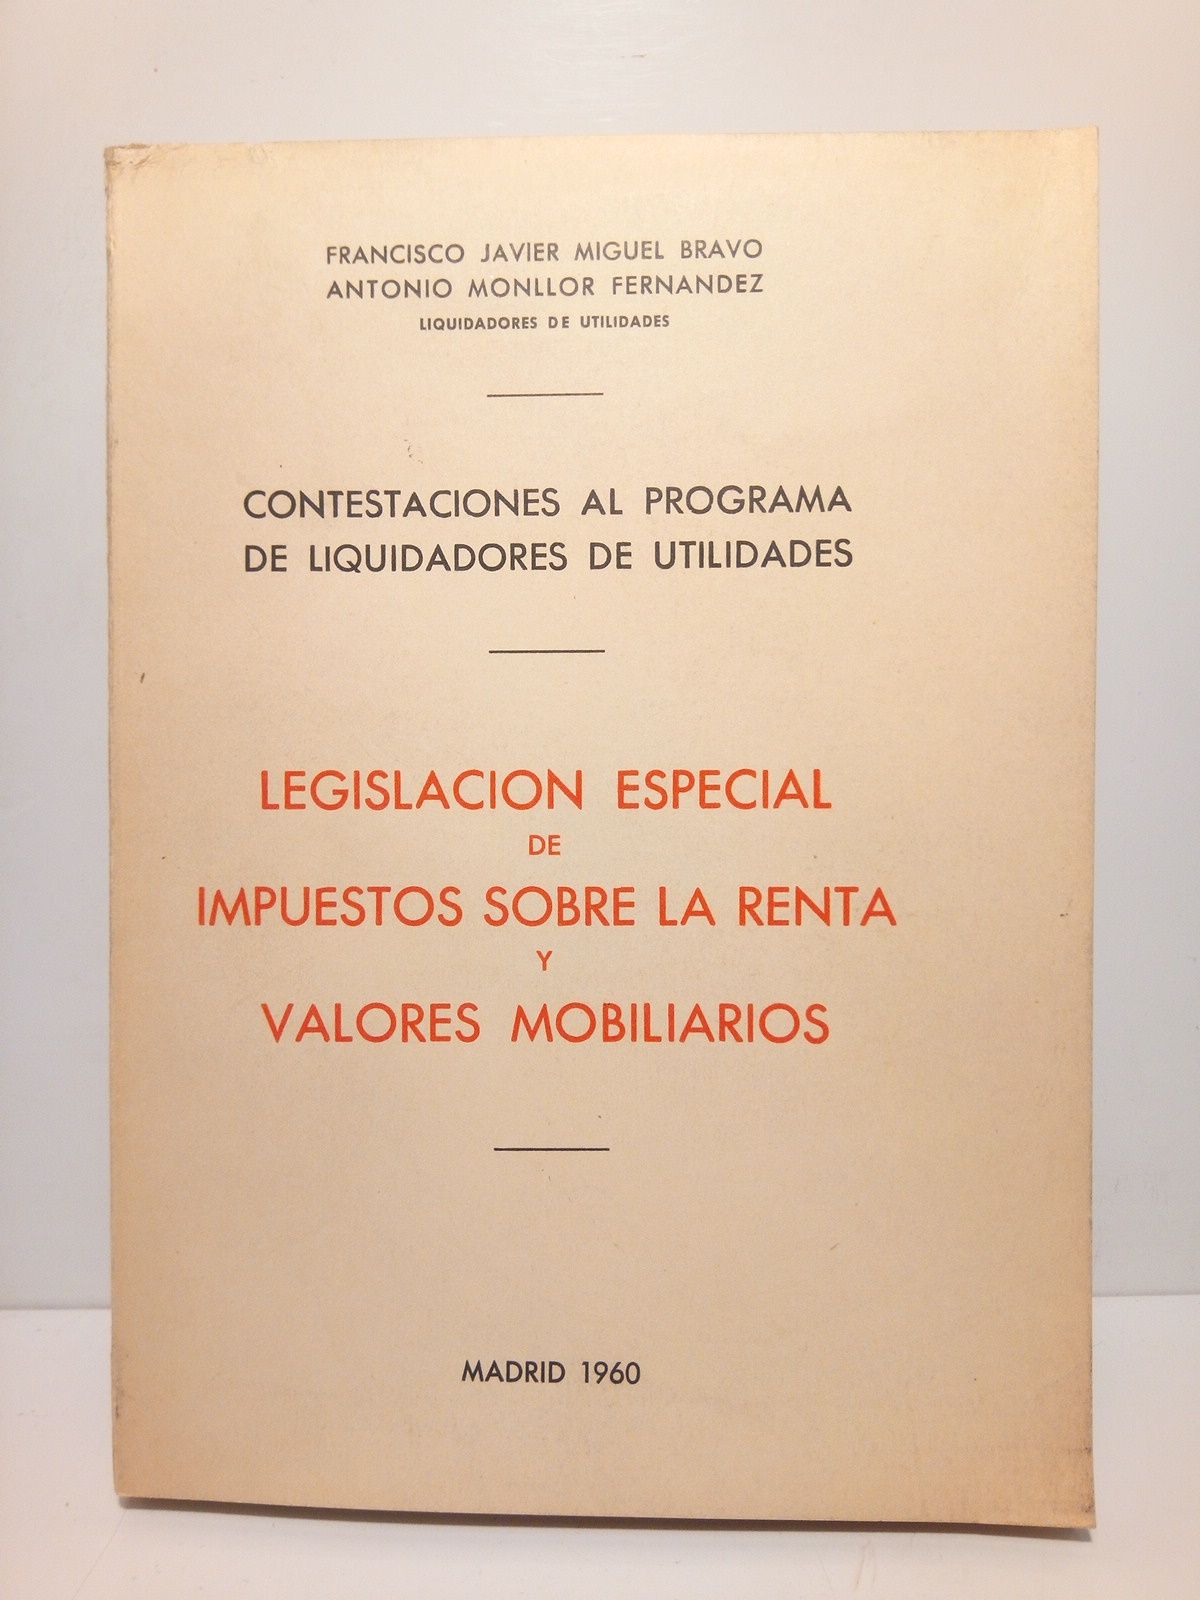 FRANCISCO JAVIER MIGUEL BRAVO
ANTONIO MONLLOR FERNANDEZ
LIQUIDADORES DE UTILIDADES
CONTESTACIONES AL PROGRAMA
DE LIQUIDADORES DE UTILIDADES
LEGISLACION ESPECIAL
DE
IMPUESTOS SOBRE LA RENTA
Y
VALORES MOBILIARIOS
MADRID 1960